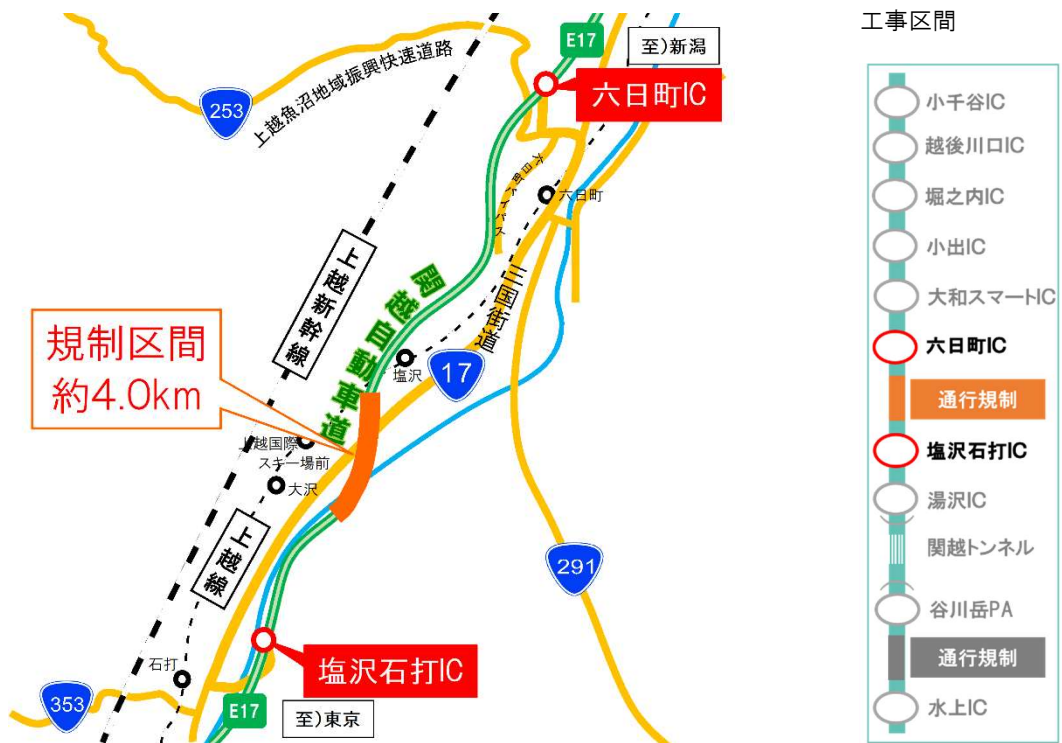 E17
至)新潟
六日町IC
253
上越魚沼地域振興快速道路
六日町バイパス
六日町
上越新幹線
関越自動車道
三国街道
規制区間
約4.0km
塩沢
17
上越国際
スキー場前
大沢
上越線
291
石打
塩沢石打IC
353
E17
至)東京
工事区間
小千谷IC
越後川口IC
堀之内IC
小出IC
大和スマートIC
六日町IC
通行規制
塩沢石打IC
湯沢IC
関越トンネル
谷川岳PA
通行規制
水上IC